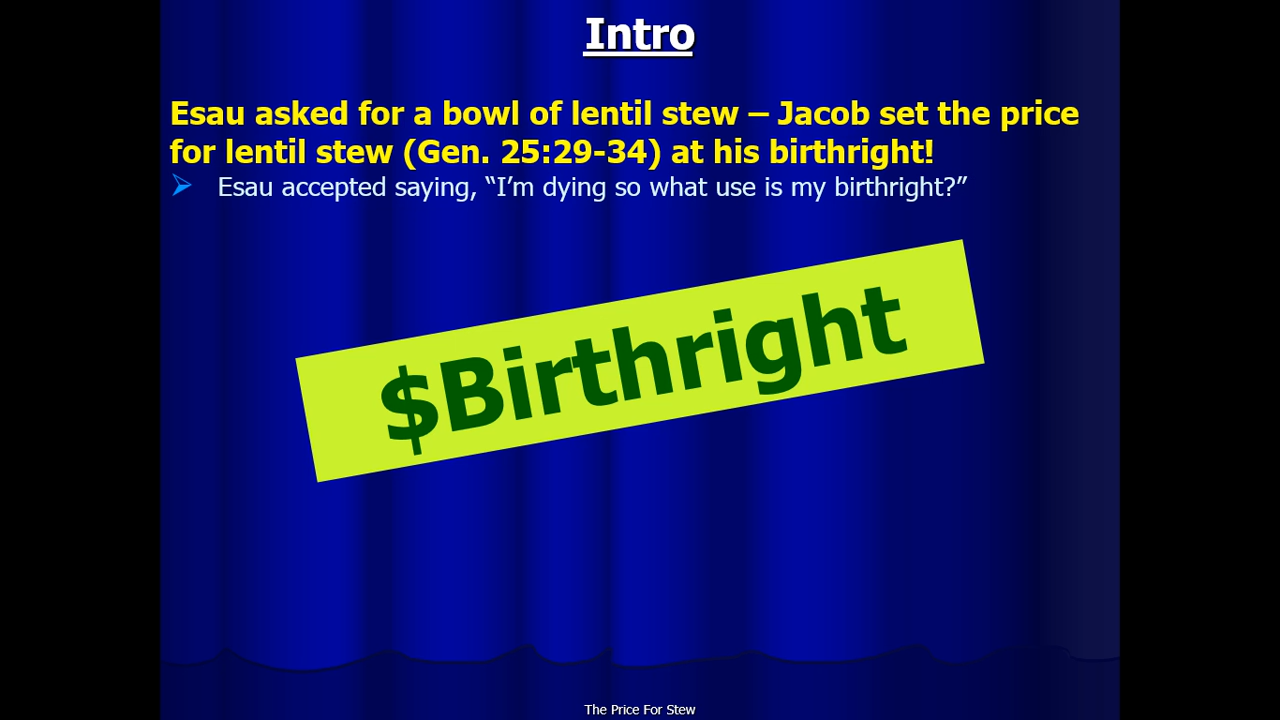 Intro
Esau asked for a bowl of lentil stew – Jacob set the price
for lentil stew (Gen. 25:29-34) at his birthright!
Esau accepted saying, “I’m dying so what use is my birthright?”
$Birthright
The Price For Stew